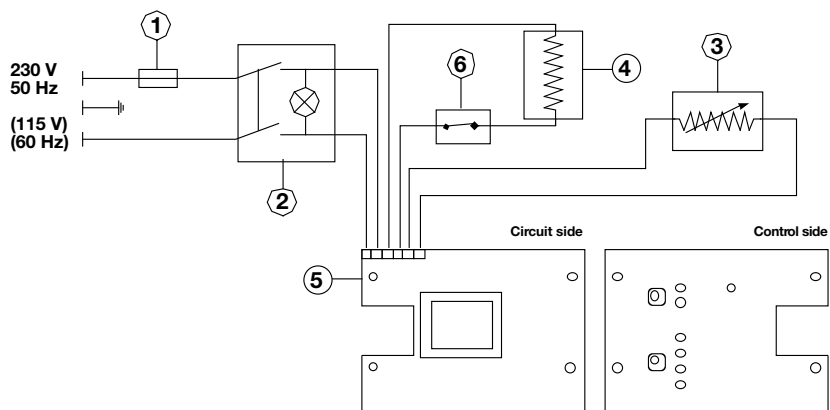 1
3
6
4
230 V
50 Hz
(115 V)
(60 Hz)
2
Circuit side
Control side
5